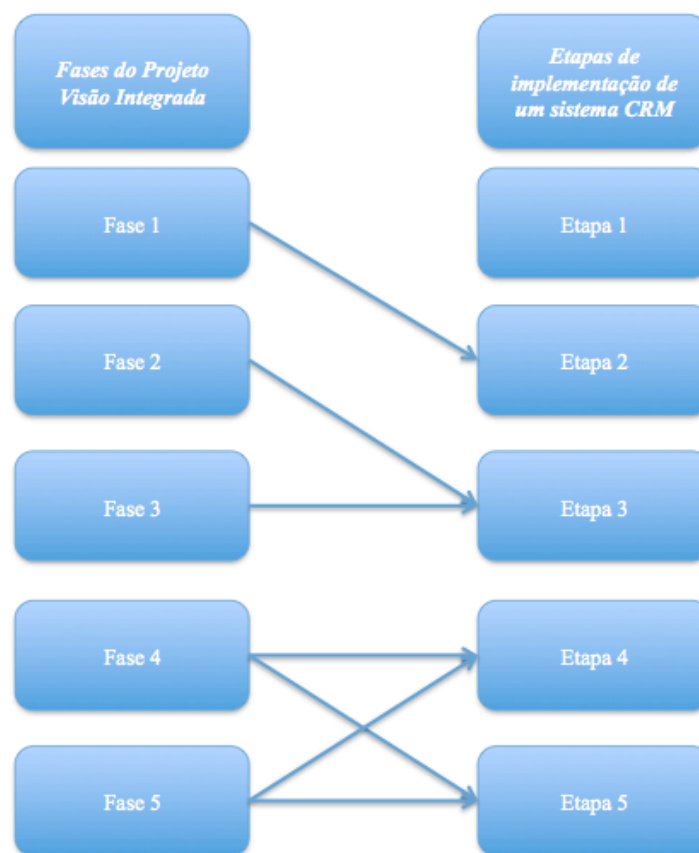 Fases do Projeto
Visão Integrada
Etapas de
implementação de
um sistema CRM
Fase 1
Etapa 1
Fase 2
Etapa 2
Fase 3
Etapa 3
Fase 4
Etapa 4
Fase 5
Etapa 5